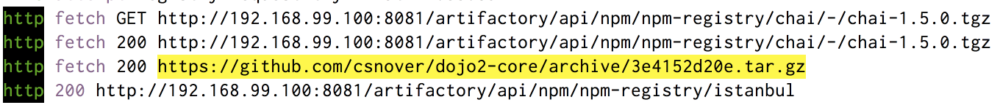 http fetch GET http://192.168.99.100:8081/artifactory/api/npm/npm-registry/chai/-/chai-1.5.0.tgz
http fetch 200 http://192.168.99.100:8081/artifactory/api/npm/npm-registry/chai/-/chai-1.5.0.tgz
http fetch 200 https://github.com/csnover/dojo2-core/archive/3e4152d20e.tar.gz
http 200 http://192.168.99.100:8081/artifactory/api/npm/npm-registry/istanbul